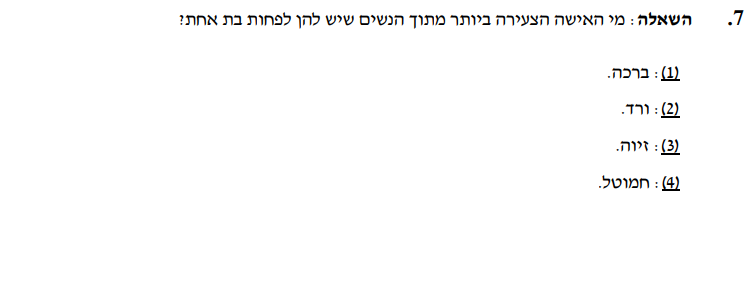 7. השאלה: מי האישה הצעירה ביותר מתוך הנשים שיש להן לפחות בת אחת?
(1): ברכה.
(2): ורד.
(3): זיוה.
(4): חמוטל.